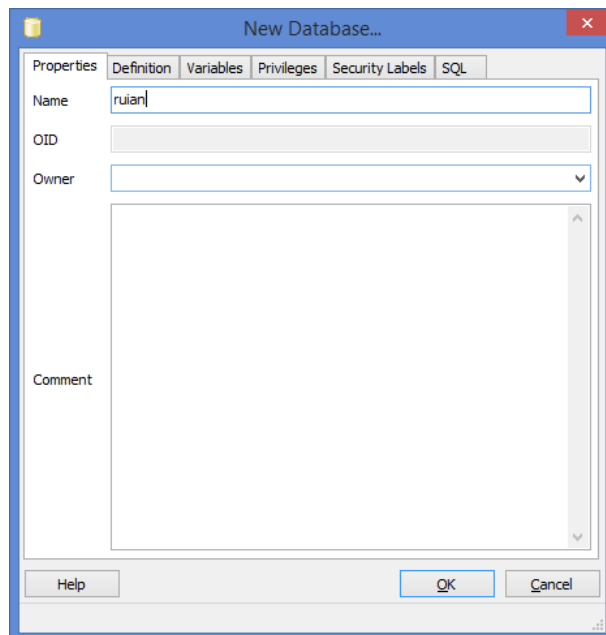 New Database...
Properties Definition Variables Privileges Security Labels SQL
Name ruian
OID
Owner
Comment
Help OK Cancel